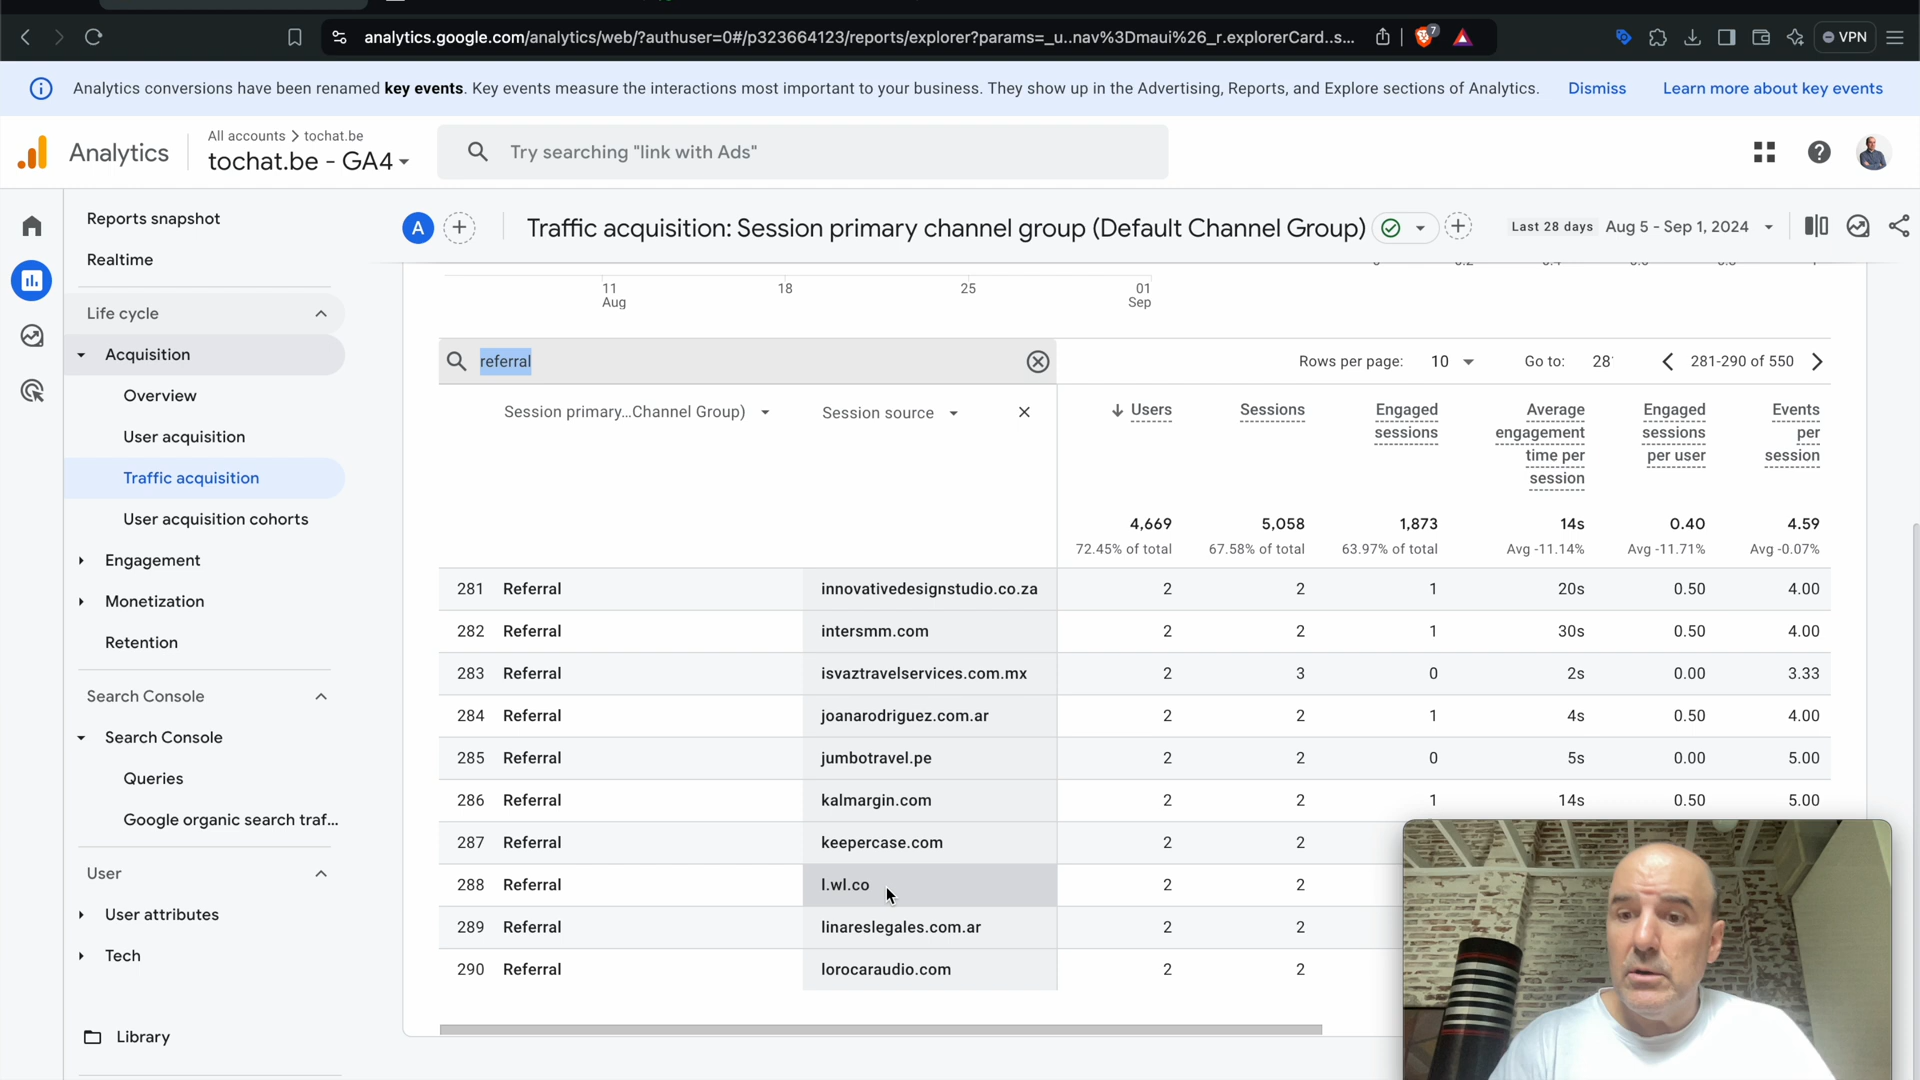 analytics.google.com/analytics/web/?authuser=0#/p323664123/reports/explorer?params=_u..nav%3Dmaui%26_r.explorerCard..s...
7
VPN
Analytics conversions have been renamed key events. Key events measure the interactions most important to your business. They show up in the Advertising, Reports, and Explore sections of Analytics.
Dismiss
Learn more about key events
Analytics
All accounts > tochat.be
tochat.be - GA4
Try searching "link with Ads"
Reports snapshot
Realtime
Life cycle
Acquisition
Overview
User acquisition
Traffic acquisition
User acquisition cohorts
Engagement
Monetization
Retention
Search Console
Search Console
Queries
Google organic search traf...
User
User attributes
Tech
Library
A
Traffic acquisition: Session primary channel group (Default Channel Group)
Last 28 days Aug 5 - Sep 1, 2024
0 0.2 0.4 0.6 0.8 1
11 18 25 01
Aug Sep
referral
Rows per page: 10 Go to: 28 281-290 of 550
Session primary...Channel Group) Session source
Users
Sessions
Engaged sessions
Average engagement time per session
Engaged sessions per user
Events per session
4,669 5,058 1,873 14s 0.40 4.59
72.45% of total 67.58% of total 63.97% of total Avg -11.14% Avg -11.71% Avg -0.07%
281 Referral innovativedesignstudio.co.za 2 2 1 20s 0.50 4.00
282 Referral intersmm.com 2 2 1 30s 0.50 4.00
283 Referral isvaztravelservices.com.mx 2 3 0 2s 0.00 3.33
284 Referral joanarodriguez.com.ar 2 2 1 4s 0.50 4.00
285 Referral jumbotravel.pe 2 2 0 5s 0.00 5.00
286 Referral kalmargin.com 2 2 1 14s 0.50 5.00
287 Referral keepercase.com 2 2
288 Referral l.wl.co 2 2
289 Referral linareslegales.com.ar 2 2
290 Referral lorocaraudio.com 2 2